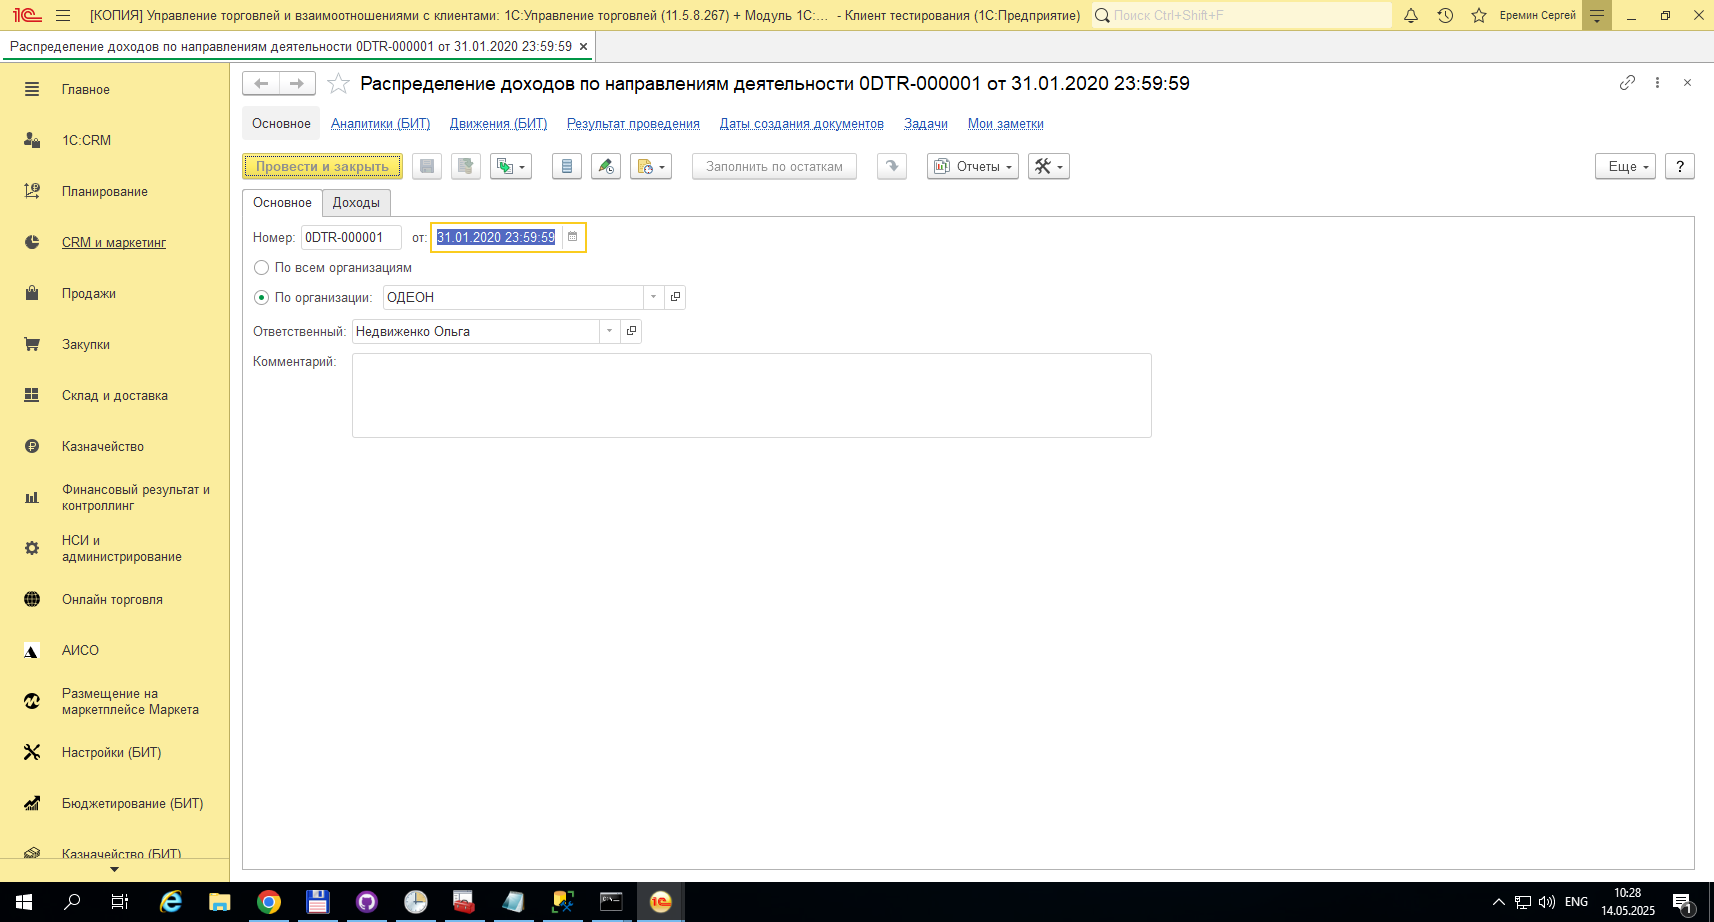 [КОПИЯ] Управление торговлей и взаимоотношениями с клиентами: 1С:Управление торговлей (11.5.8.267) + Модуль 1С:... - Клиент тестирования (1С:Предприятие)
Поиск Ctrl+Shift+F
Еремин Сергей
Распределение доходов по направлениям деятельности 0DTR-000001 от 31.01.2020 23:59:59
Главное
1С:CRM
Планирование
CRM и маркетинг
Продажи
Закупки
Склад и доставка
Казначейство
Финансовый результат и
контроллинг
НСИ и
администрирование
Онлайн торговля
АИСО
Размещение на
маркетплейсе Маркета
Настройки (БИТ)
Бюджетирование (БИТ)
Казначейство (БИТ)
Распределение доходов по направлениям деятельности 0DTR-000001 от 31.01.2020 23:59:59
Основное Аналитики (БИТ) Движения (БИТ) Результат проведения Даты создания документов Задачи Мои заметки
Провести и закрыть Заполнить по остаткам Отчеты Еще ?
Основное Доходы
Номер: 0DTR-000001 от: 31.01.2020 23:59:59
По всем организациям
По организации: ОДЕОН
Ответственный: Недвиженко Ольга
Комментарий:
ENG
10:28
14.05.2025
1